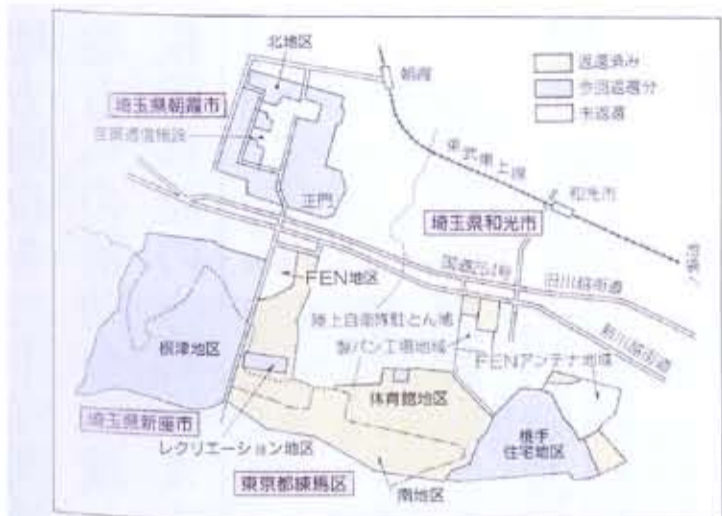 北地区
朝霞
返還済み
今回返還分
未返還
埼玉県朝霞市
正門
東武東上線
和光市
埼玉県和光市
FEN地区
国道254号
旧川越街道
新川越街道
陸上自衛隊駐とん地
製パン工場地域
FENアンテナ地域
根津地区
体育館地区
桃手
住宅地区
埼玉県新座市
レクリエーション地区
東京都練馬区
南地区